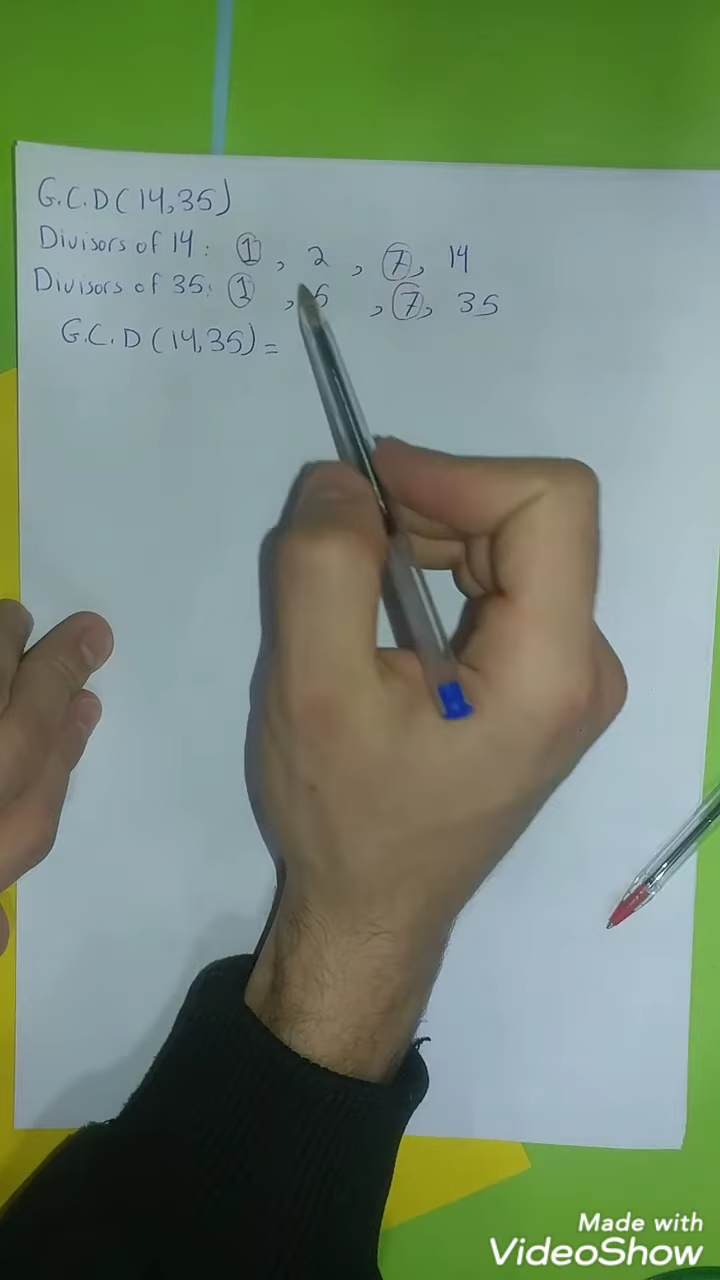 G.C.D(14,35)
Divisors of 14: 1, 2, 7, 14
Divisors of 35: 1, 5, 7, 35
G.C.D(14,35)=
Made with
VideoShow